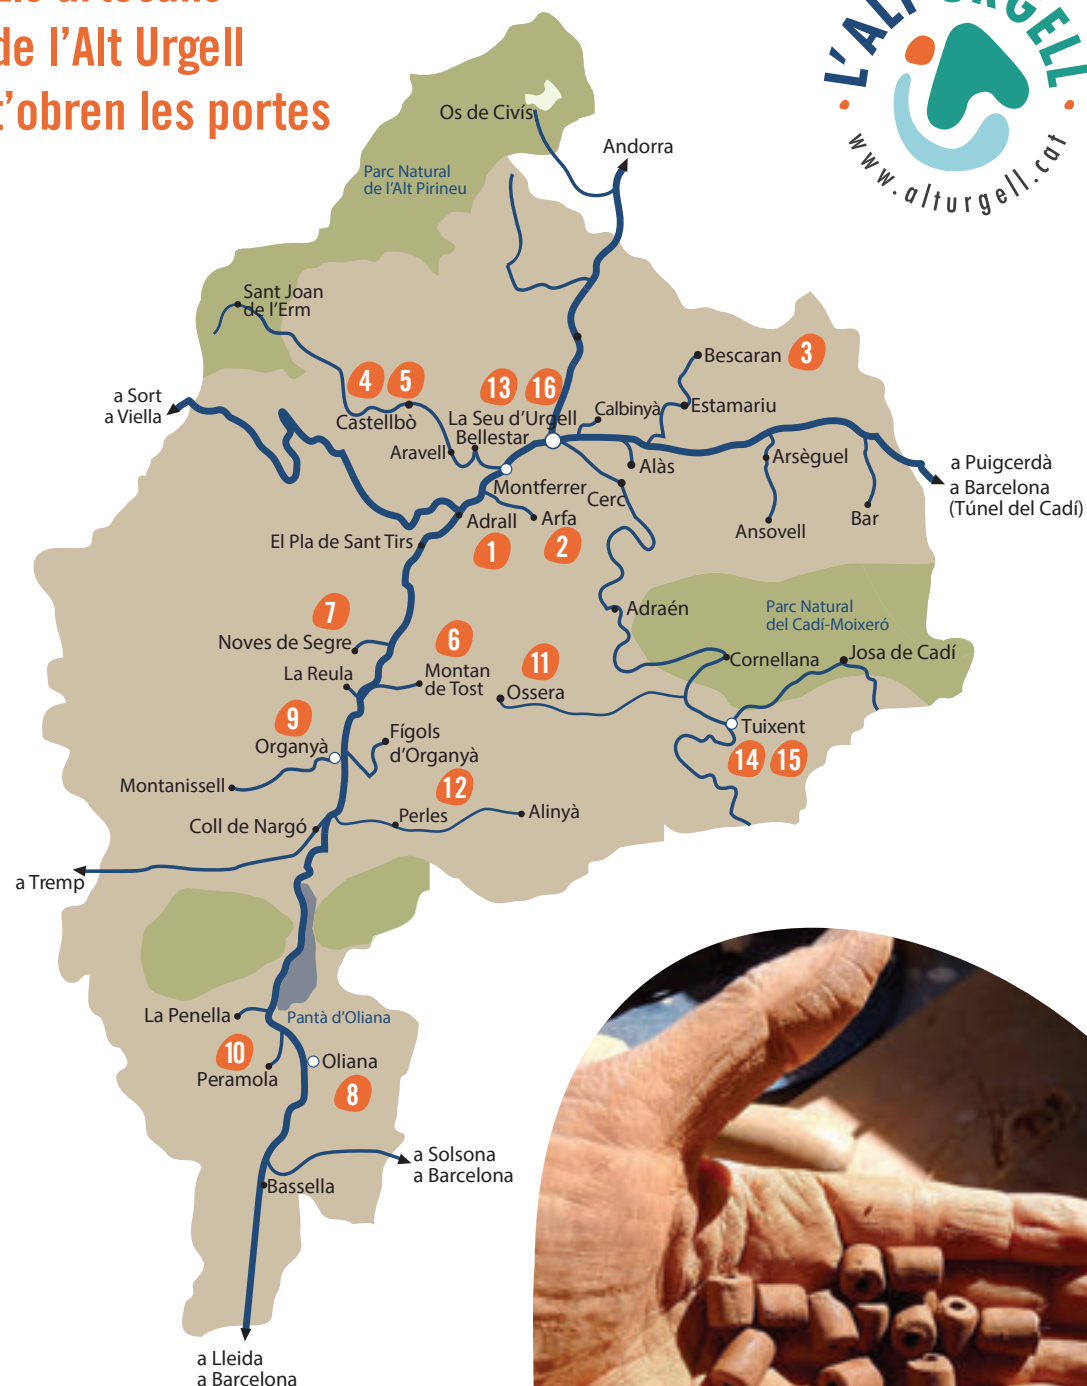 de l'Alt Urgell
t'obren les portes
L'ALT URGELL
www.alturgell.cat
Os de Civís
Andorra
Parc Natural
de l'Alt Pirineu
Sant Joan
de l'Erm
a Sort
a Viella
4
5
13
16
Bescaran
3
Castellbò
La Seu d'Urgell
Calbinyà
Estamariu
Bellestar
Aravell
Alàs
Arsèguel
a Puigcerdà
a Barcelona
(Túnel del Cadí)
Montferrer
Cerc
Adrall
Arfa
Ansovell
Bar
El Pla de Sant Tirs
1
2
7
Adraén
Parc Natural
del Cadí-Moixeró
Noves de Segre
6
La Reula
Montan
de Tost
11
Ossera
Cornellana
Josa de Cadí
9
Organyà
Fígols
d'Organyà
Tuixent
14
15
Montanissell
12
Coll de Nargó
Perles
Alinyà
a Tremp
La Penella
Pantà d'Oliana
10
Peramola
Oliana
8
a Solsona
a Barcelona
Bassella
a Lleida
a Barcelona